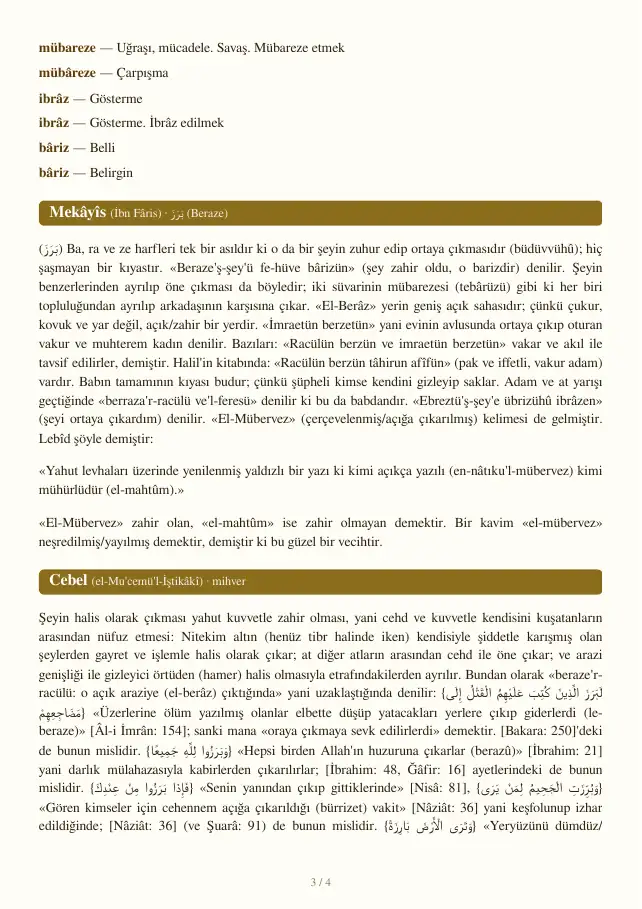 mübareze — Uğraşı, mücadele. Savaş. Mübareze etmek
mübâreze — Çarpışma
ibrâz — Gösterme
ibrâz — Gösterme. İbrâz edilmek
bâriz — Belli
bâriz — Belirgin
Mekâyîs (İbn Fâris) · بَرَزَ (Beraze)
(بَرَزَ) Ba, ra ve ze harfleri tek bir asıldır ki o da bir şeyin zuhur edip ortaya çıkmasıdır (büdüvvühû); hiç
şaşmayan bir kıyastır. «Beraze'ş-şey'ü fe-hüve bârizün» (şey zahir oldu, o barizdir) denilir. Şeyin
benzerlerinden ayrılıp öne çıkması da böyledir; iki süvarinin mübarezesi (tebârüzü) gibi ki her biri
topluluğundan ayrılıp arkadaşının karşısına çıkar. «El-Berâz» yerin geniş açık sahasıdır; çünkü çukur,
kovuk ve yar değil, açık/zahir bir yerdir. «İmraetün berzetün» yani evinin avlusunda ortaya çıkıp oturan
vakur ve muhterem kadın denilir. Bazıları: «Racülün berzün ve imraetün berzetün» vakar ve akıl ile
tavsif edilirler, demiştir. Halil'in kitabında: «Racülün berzün tâhirun afîfün» (pak ve iffetli, vakur adam)
vardır. Babın tamamının kıyası budur; çünkü şüpheli kimse kendini gizleyip saklar. Adam ve at yarışı
geçtiğinde «berraza'r-racülü ve'l-feresü» denilir ki bu da babdandır. «Ebreztü'ş-şey'e übrizühû ibrâzen»
(şeyi ortaya çıkardım) denilir. «El-Mübervez» (çerçevelenmiş/açığa çıkarılmış) kelimesi de gelmiştir.
Lebîd şöyle demiştir:
«Yahut levhaları üzerinde yenilenmiş yaldızlı bir yazı ki kimi açıkça yazılı (en-nâtıku'l-mübervez) kimi
mühürlüdür (el-mahtûm).»
«El-Mübervez» zahir olan, «el-mahtûm» ise zahir olmayan demektir. Bir kavim «el-mübervez»
neşredilmiş/yayılmış demektir, demiştir ki bu güzel bir vecihtir.
Cebel (el-Mu'cemü'l-İştikâkî) · mihver
Şeyin halis olarak çıkması yahut kuvvetle zahir olması, yani cehd ve kuvvetle kendisini kuşatanların
arasından nüfuz etmesi: Nitekim altın (henüz tibr halinde iken) kendisiyle şiddetle karışmış olan
şeylerden gayret ve işlemle halis olarak çıkar; at diğer atların arasından cehd ile öne çıkar; ve arazi
genişliği ile gizleyici örtüden (hamer) halis olmasıyla etrafındakilerden ayrılır. Bundan olarak «beraze'r-
racülü: o açık araziye (el-berâz) çıktığında» yani uzaklaştığında denilir: {لَبَرَزَ الَّذِينَ كُتِبَ عَلَيْهِمُ الْقَتْلُ إِلَى
مَضَاجِعِهِمْ} «Üzerlerine ölüm yazılmış olanlar elbette düşüp yatacakları yerlere çıkıp giderlerdi (le-
beraze)» [Âl-i İmrân: 154]; sanki mana «oraya çıkmaya sevk edilirlerdi» demektir. [Bakara: 250]'deki
de bunun mislidir. {وَبَرَزُوا لِلَّهِ جَمِيعًا} «Hepsi birden Allah'ın huzuruna çıkarlar (berazû)» [İbrahim: 21]
yani darlık mülahazasıyla kabirlerden çıkarılırlar; [İbrahim: 48, Ğâfir: 16] ayetlerindeki de bunun
mislidir. {فَإِذَا بَرَزُوا مِنْ عِنْدِكَ} «Senin yanından çıkıp gittiklerinde» [Nisâ: 81], {وَبُرِّزَتِ الْجَحِيمُ لِمَنْ يَرَى}
«Gören kimseler için cehennem açığa çıkarıldığı (bürrizet) vakit» [Nâziât: 36] yani keşfolunup izhar
edildiğinde; [Nâziât: 36] (ve Şuarâ: 91) de bunun mislidir. {وَتَرَى الْأَرْضَ بَارِزَةً} «Yeryüzünü dümdüz/
3 / 4